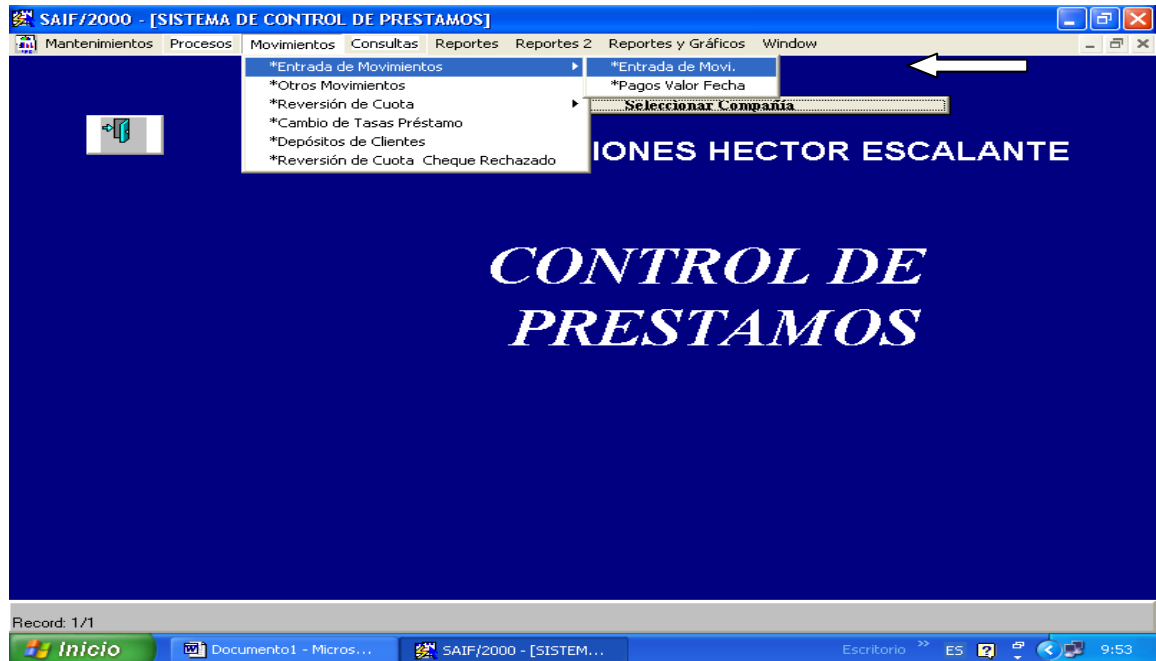 SAIF/2000 - [SISTEMA DE CONTROL DE PRESTAMOS]
Mantenimientos Procesos Movimientos Consultas Reportes Reportes 2 Reportes y Gráficos Window
*Entrada de Movimientos
*Otros Movimientos
*Reversión de Cuota
*Cambio de Tasas Préstamo
*Depósitos de Clientes
*Reversión de Cuota Cheque Rechazado
*Entrada de Movi.
*Pagos Valor Fecha
Seleccionar Compañía
IONES HECTOR ESCALANTE
CONTROL DE
PRESTAMOS
Record: 1/1
Inicio Documento1 - Micros... SAIF/2000 - [SISTEM... Escritorio ES 9:53